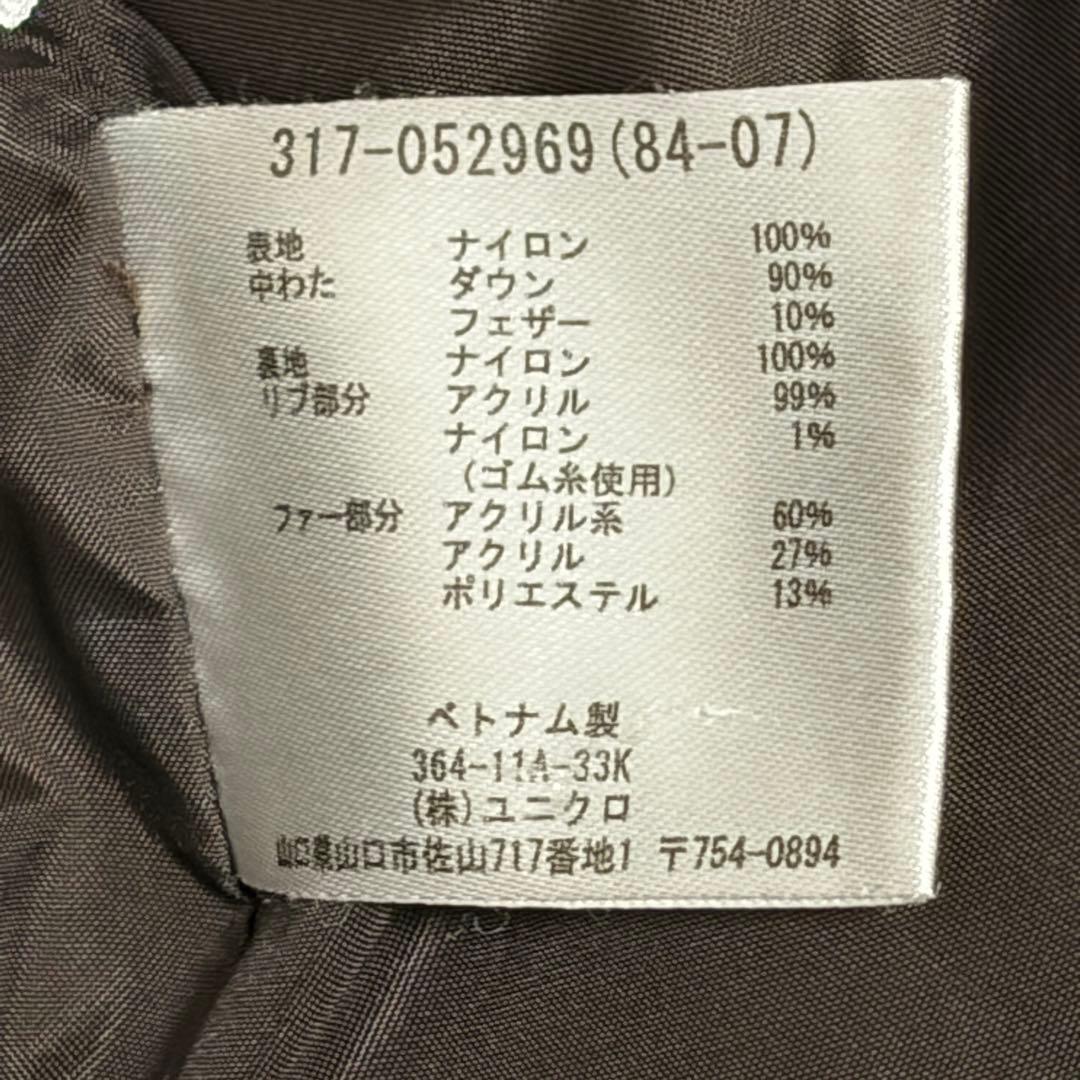 317-052969(84-07)
表地 ナイロン 100%
中わた ダウン 90%
フェザー 10%
裏地 ナイロン 100%
リブ部分 アクリル 99%
ナイロン 1%
(ゴム糸使用)
ファー部分 アクリル系 60%
アクリル 27%
ポリエステル 13%
ベトナム製
364-11A-33K
(株)ユニクロ
山口県山口市佐山717番地1 〒754-0894